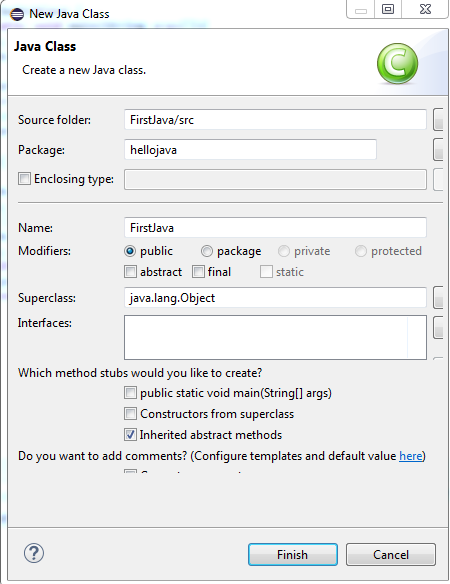 New Java Class
Java Class
Create a new Java class.
Source folder: FirstJava/src
Package: hellojava
Enclosing type:
Name: FirstJava
Modifiers: public package private protected
abstract final static
Superclass: java.lang.Object
Interfaces:
Which method stubs would you like to create?
public static void main(String[] args)
Constructors from superclass
Inherited abstract methods
Do you want to add comments? (Configure templates and default value here)
? Finish Cancel